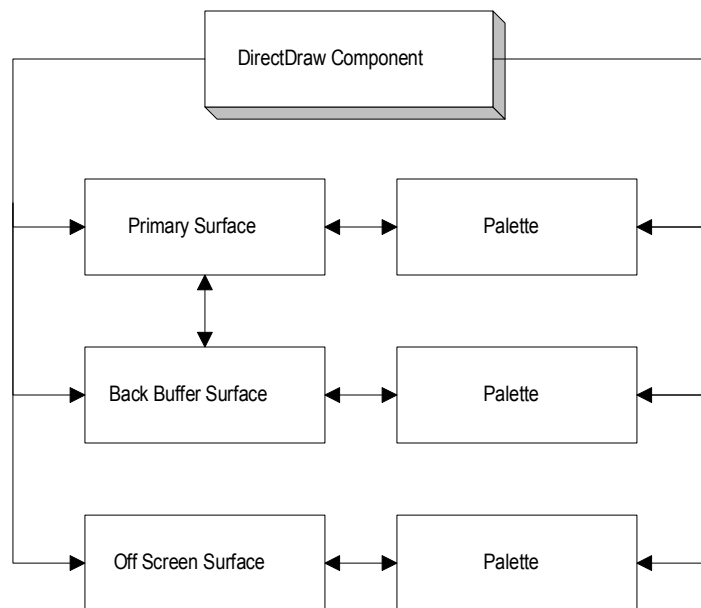 DirectDraw Component
Primary Surface
Palette
Back Buffer Surface
Palette
Off Screen Surface
Palette